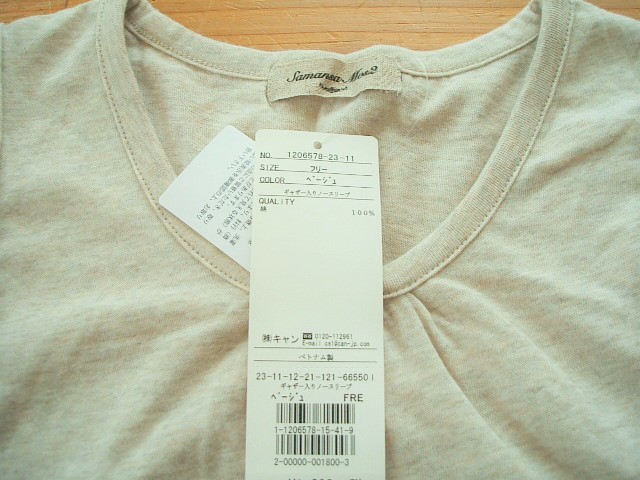 Samansa Mos2
NO. 1206578-23-11
SIZE フリー
COLOR ベージュ
ギャザー入りノースリーブ
QUALITY
綿 100%
㈱キャン 0120-112961
E-mail csl@can-jp.com
ベトナム製
23-11-12-21-121-66550 I
ギャザー入りノースリーブ
ベージュ FRE
1-1206578-15-41-9
2-00000-001800-3